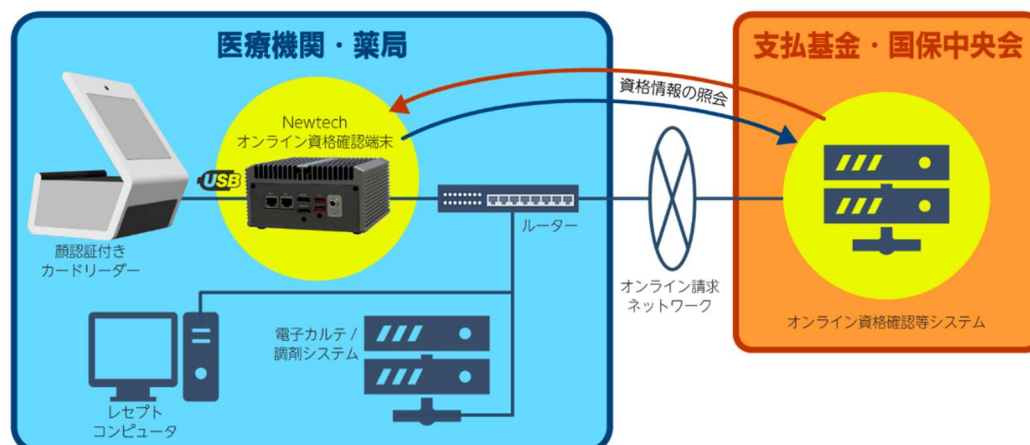 医療機関・薬局
支払基金・国保中央会
資格情報の照会
Newtech
オンライン資格確認端末
USB
顔認証付き
カードリーダー
ルーター
オンライン請求
ネットワーク
オンライン資格確認等システム
電子カルテ /
調剤システム
レセプト
コンピュータ